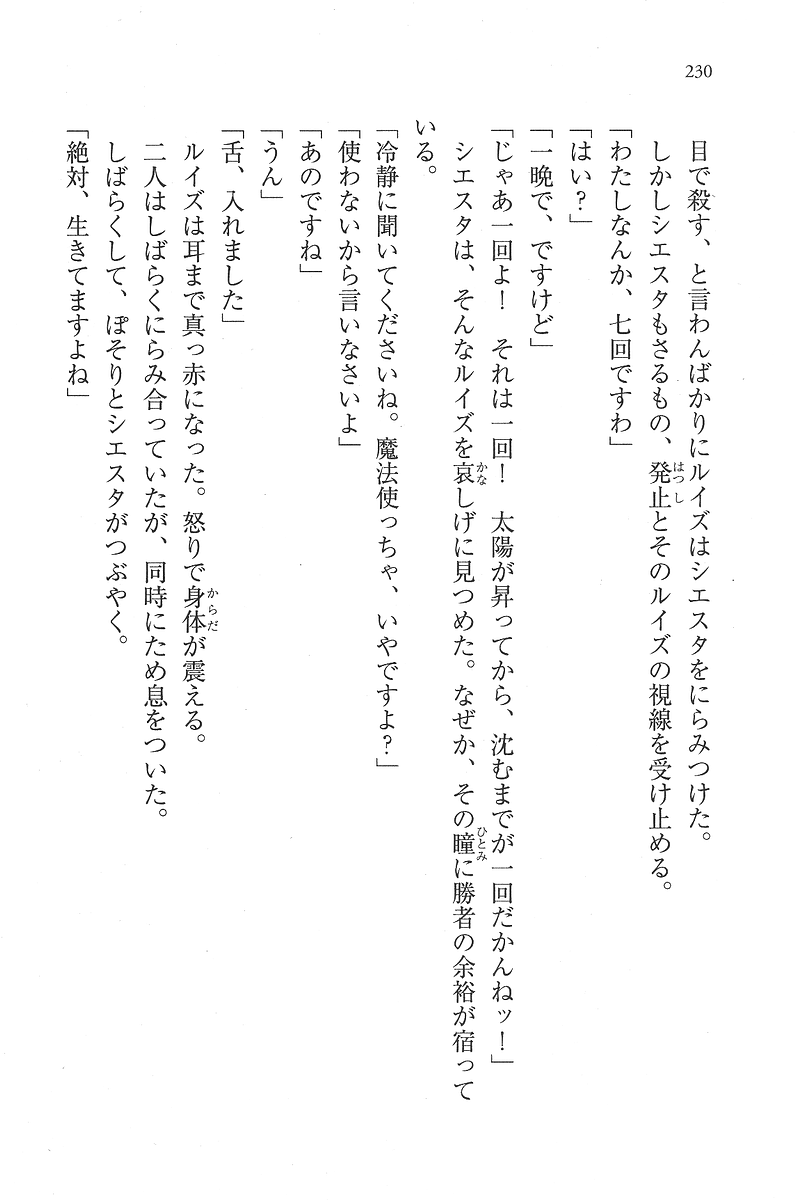 230
目で殺す、と言わんばかりにルイズはシエスタをにらみつけた。
しかしシエスタもさるもの、発止とそのルイズの視線を受け止める。
「わたしなんか、七回ですわ」
「はい?」
「一晩で、ですけど」
「じゃあ一回よ！　それは一回！　太陽が昇ってから、沈むまでが一回だかんねッ！」
シエスタは、そんなルイズを哀しげに見つめた。なぜか、その瞳に勝者の余裕が宿って
いる。
「冷静に聞いてくださいね。魔法使っちゃ、いやですよ?」
「使わないから言いなさいよ」
「あのですね」
「うん」
「舌、入れました」
ルイズは耳まで真っ赤になった。怒りで身体が震える。
二人はしばらくにらみ合っていたが、同時にため息をついた。
しばらくして、ぽそりとシエスタがつぶやく。
「絶対、生きてますよね」